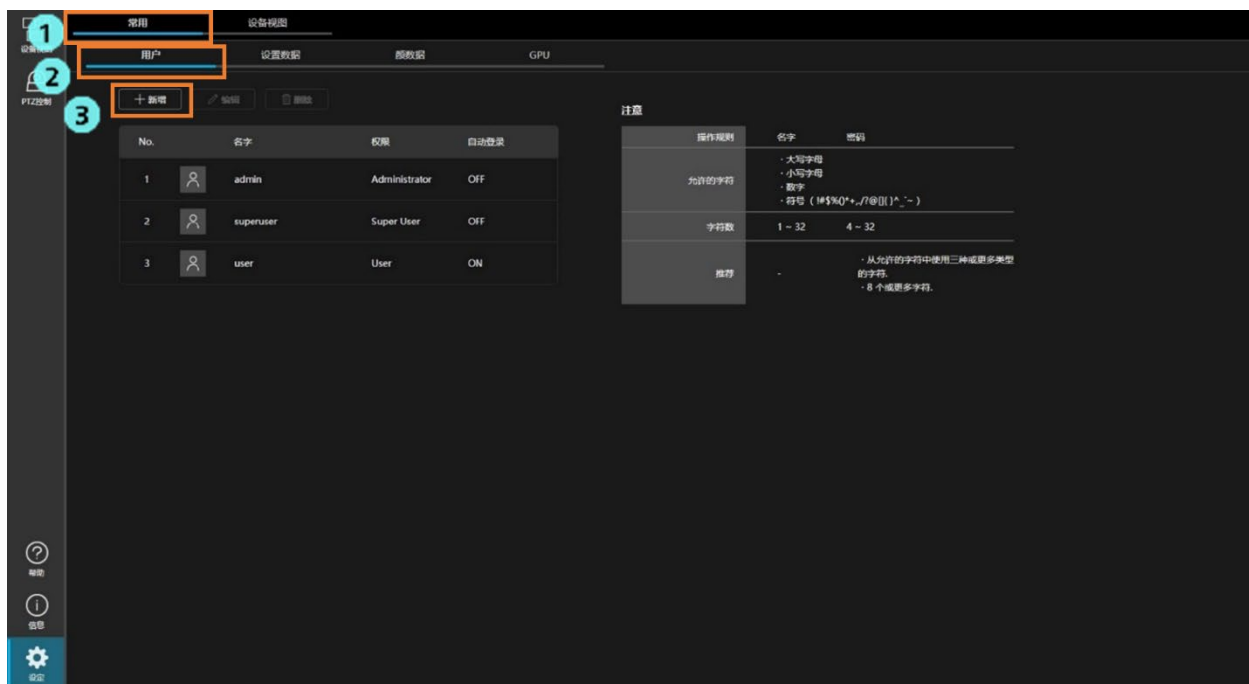 1
常用
设备视图
2
用户
设置数据
颜数据
GPU
PTZ控制
3
新增
编辑
删除
No.
名字
权限
自动登录
1
admin
Administrator
OFF
2
superuser
Super User
OFF
3
user
User
ON
注意
操作规则
名字
密码
允许的字符
· 大写字母
· 小写字母
· 数字
字符数
1 ~ 32
4 ~ 32
推荐
-
· 从允许的字符中使用三种或更多类型
的字符.
· 8 个或更多字符.
帮助
信息
设定